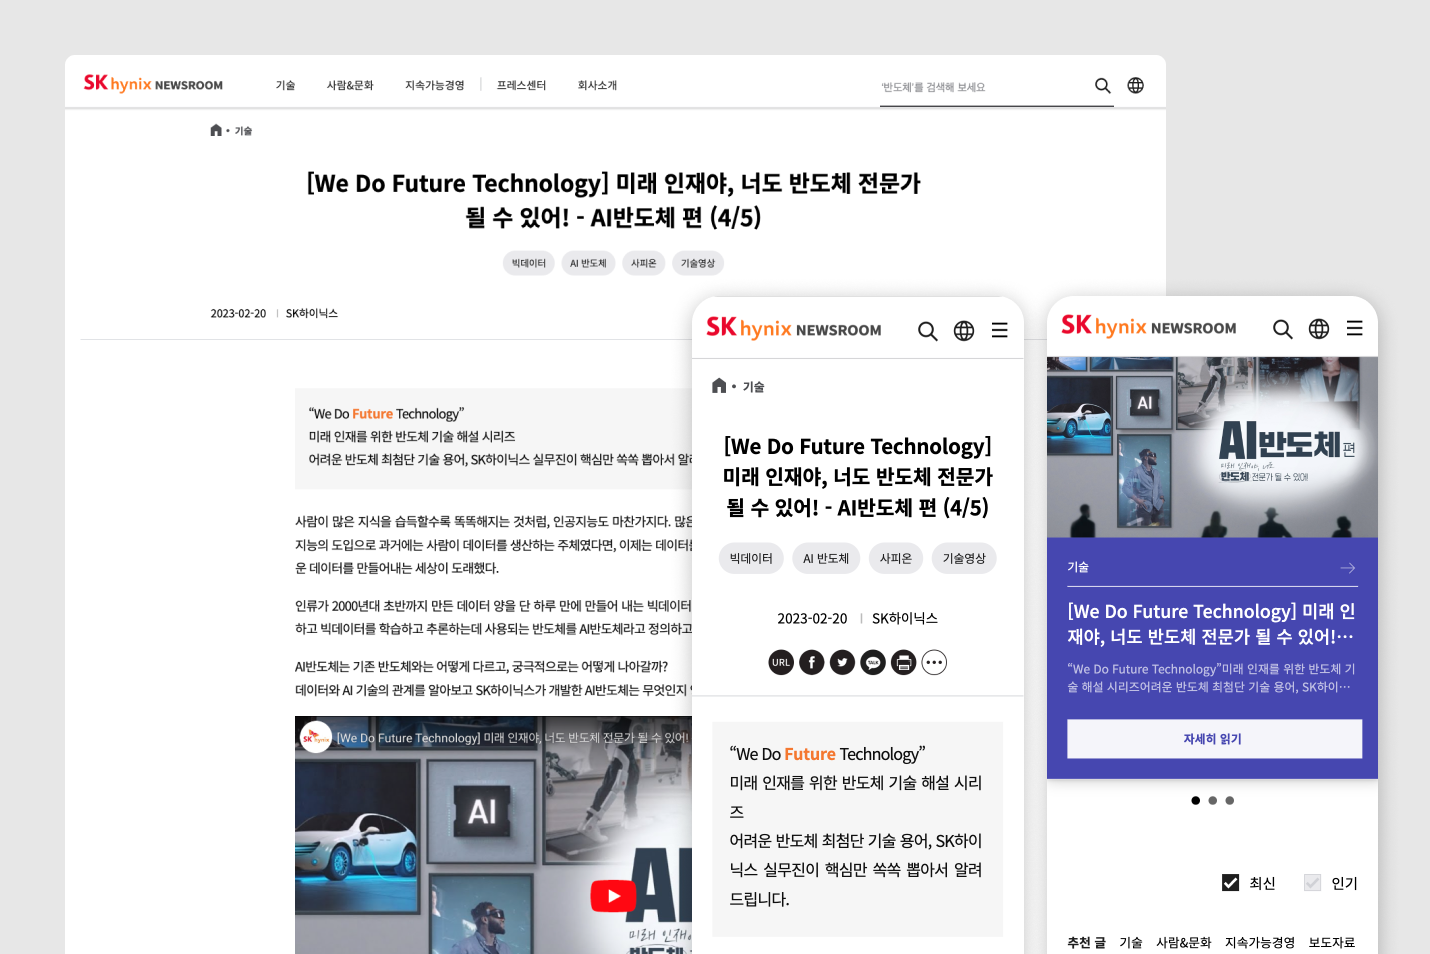 SK hynix NEWSROOM
기술 사람&문화 지속가능경영 프레스센터 회사소개
'반도체'를 검색해 보세요
• 기술
[We Do Future Technology] 미래 인재야, 너도 반도체 전문가
될 수 있어! - AI반도체 편 (4/5)
빅데이터 AI 반도체 사피온 기술영상
2023-02-20 | SK하이닉스
“We Do Future Technology”
미래 인재를 위한 반도체 기술 해설 시리즈
어려운 반도체 최첨단 기술 용어, SK하이닉스 실무진이 핵심만 쏙쏙 뽑아서 알려
사람이 많은 지식을 습득할수록 똑똑해지는 것처럼, 인공지능도 마찬가지다. 많은
지능의 도입으로 과거에는 사람이 데이터를 생산하는 주체였다면, 이제는 데이터를
운 데이터를 만들어내는 세상이 도래했다.
인류가 2000년대 초반까지 만든 데이터 양을 단 하루 만에 만들어 내는 빅데이터
하고 빅데이터를 학습하고 추론하는데 사용되는 반도체를 AI반도체라고 정의하고
AI반도체는 기존 반도체와는 어떻게 다르고, 궁극적으로는 어떻게 나아갈까?
데이터와 AI 기술의 관계를 알아보고 SK하이닉스가 개발한 AI반도체는 무엇인지
SK hynix
[We Do Future Technology] 미래 인재야, 너도 반도체 전문가 될 수 있어!
AI
AI
미래 인재
반도체
SK hynix NEWSROOM
• 기술
[We Do Future Technology]
미래 인재야, 너도 반도체 전문가
될 수 있어! - AI반도체 편 (4/5)
빅데이터 AI 반도체 사피온 기술영상
2023-02-20 | SK하이닉스
URL f TALK
“We Do Future Technology”
미래 인재를 위한 반도체 기술 해설 시리
즈
어려운 반도체 최첨단 기술 용어, SK하이
닉스 실무진이 핵심만 쏙쏙 뽑아서 알려
드립니다.
SK hynix NEWSROOM
AI
AI반도체편
미래 인재야, 너도
반도체 전문가 될 수 있어!
기술
[We Do Future Technology] 미래 인
재야, 너도 반도체 전문가 될 수 있어!…
“We Do Future Technology”미래 인재를 위한 반도체 기
술 해설 시리즈어려운 반도체 최첨단 기술 용어, SK하이…
자세히 읽기
최신 인기
추천 글 기술 사람&문화 지속가능경영 보도자료